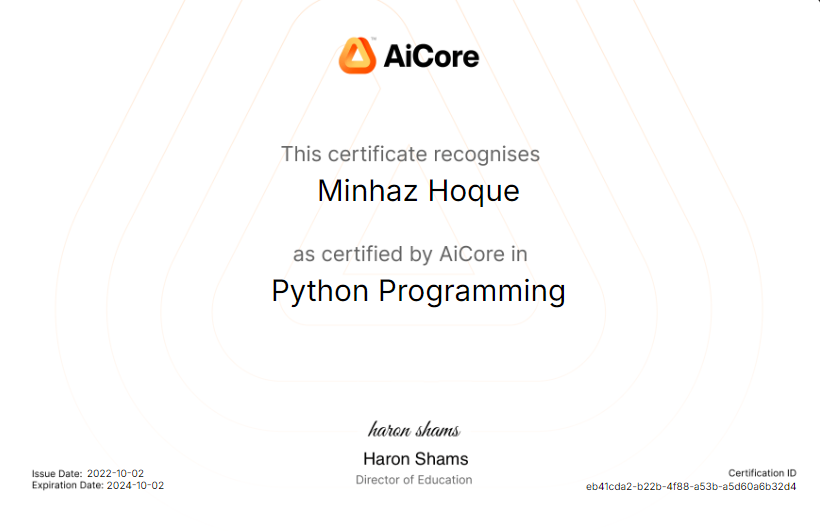 AiCore
This certificate recognises
Minhaz Hoque
as certified by AiCore in
Python Programming
haron shams
Haron Shams
Director of Education
Issue Date: 2022-10-02
Expiration Date: 2024-10-02
Certification ID
eb41cda2-b22b-4f88-a53b-a5d60a6b32d4